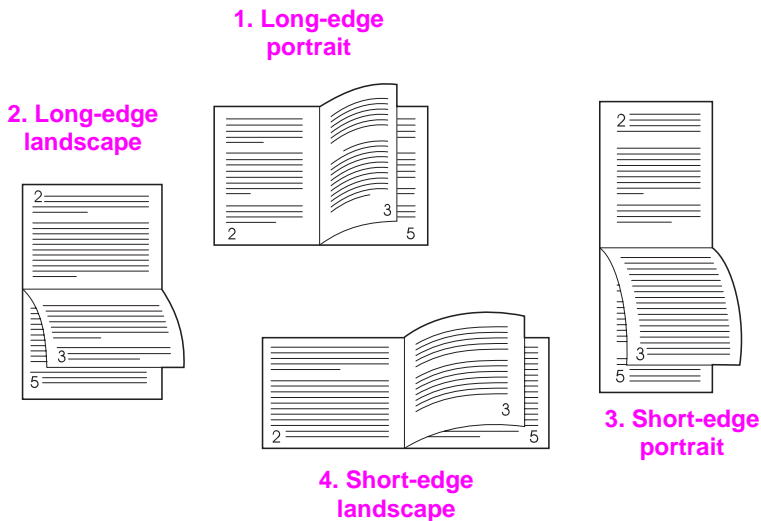 1. Long-edge
portrait
2. Long-edge
landscape
2
3
5
2
3
5
2
3
5
3. Short-edge
portrait
2
3
5
4. Short-edge
landscape